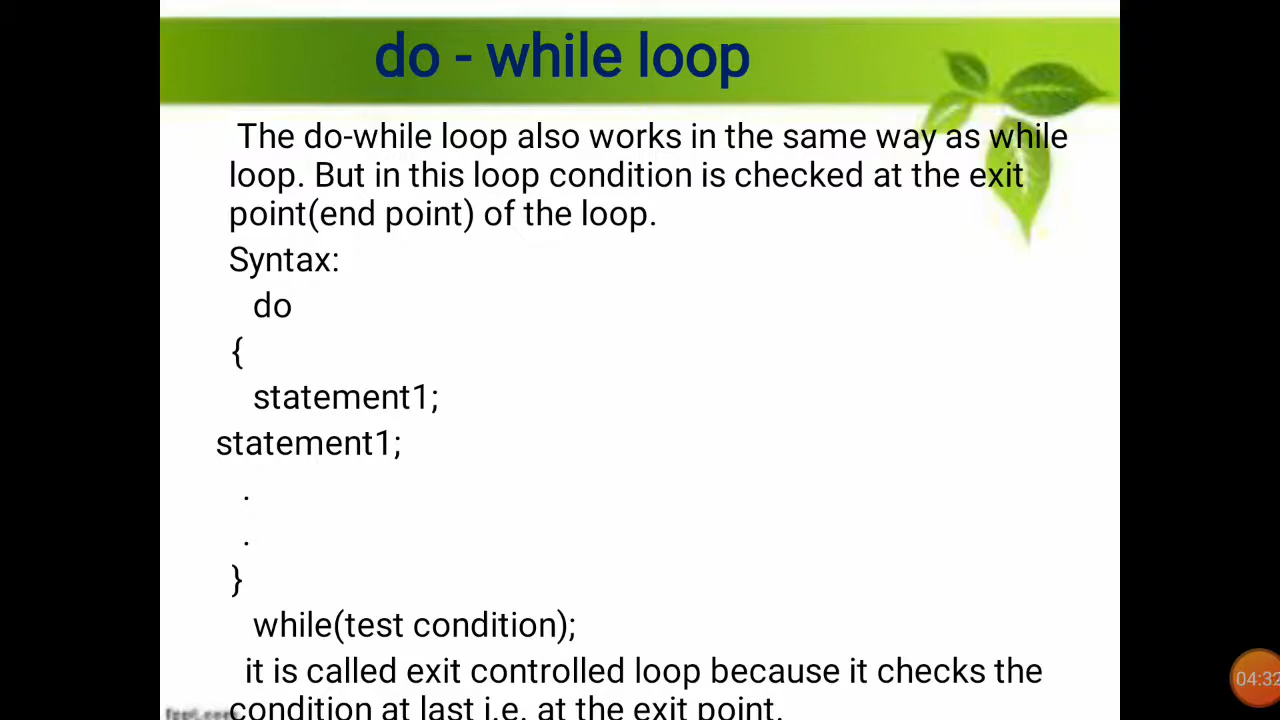 do - while loop
The do-while loop also works in the same way as while
loop. But in this loop condition is checked at the exit
point(end point) of the loop.
Syntax:
do
{
statement1;
statement1;
.
.
}
while(test condition);
it is called exit controlled loop because it checks the
condition at last i.e. at the exit point.
04:32